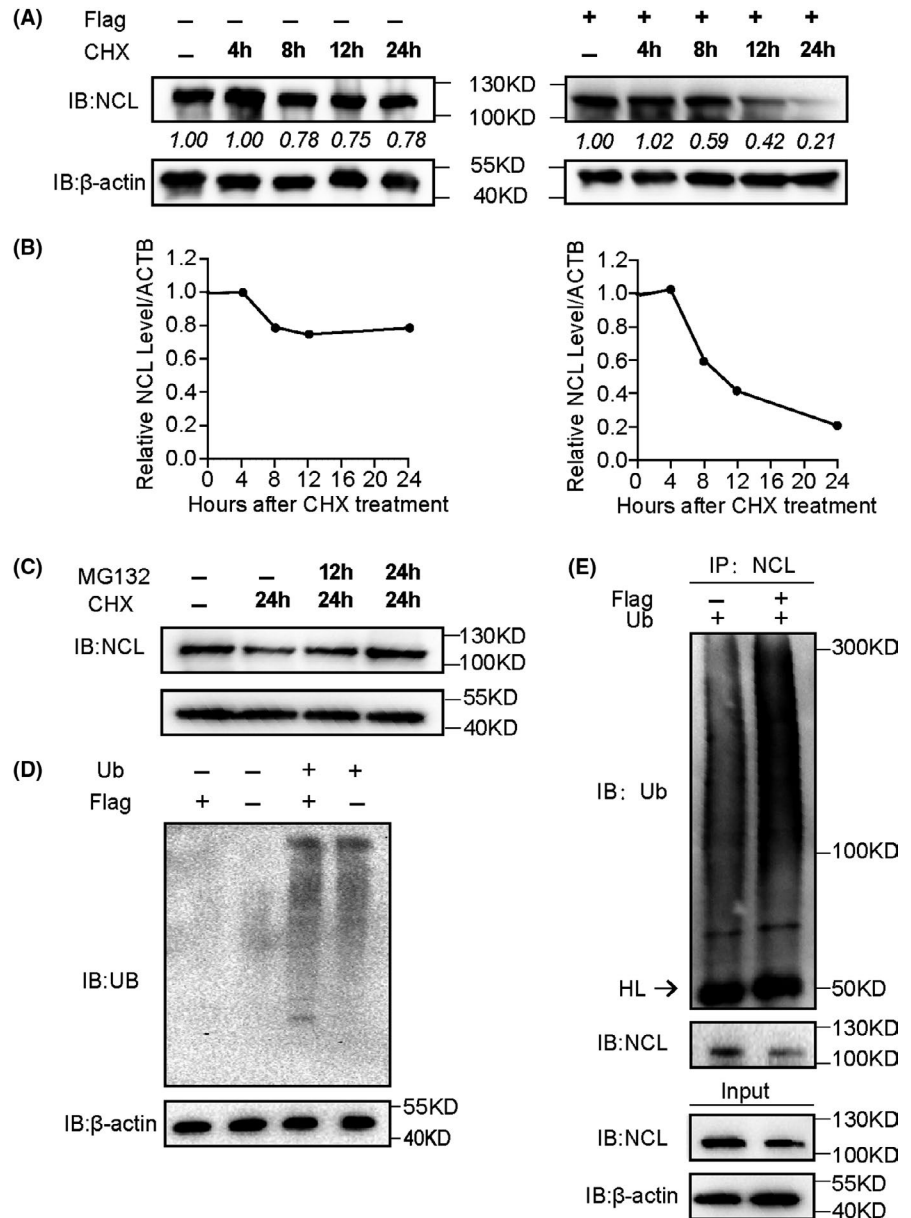 (A)
Flag – – – – – + + + + +
CHX – 4h 8h 12h 24h – 4h 8h 12h 24h
IB:NCL 130KD 100KD
1.00 1.00 0.78 0.75 0.78 1.00 1.02 0.59 0.42 0.21
IB:β-actin 55KD 40KD
(B)
Relative NCL Level/ACTB
1.2
1.0
0.8
0.6
0.4
0.2
0.0
0 4 8 12 16 20 24
Hours after CHX treatment
Relative NCL Level/ACTB
1.2
1.0
0.8
0.6
0.4
0.2
0.0
0 4 8 12 16 20 24
Hours after CHX treatment
(C)
MG132 – – 12h 24h
CHX – 24h 24h 24h
IB:NCL 130KD
100KD
55KD
40KD
(D)
Ub – – + +
Flag + – + –
IB:UB
IB:β-actin 55KD
40KD
(E)
IP: NCL
Flag – +
Ub + +
300KD
IB: Ub
100KD
HL → 50KD
IB:NCL 130KD
100KD
Input
IB:NCL 130KD
100KD
IB:β-actin 55KD
40KD